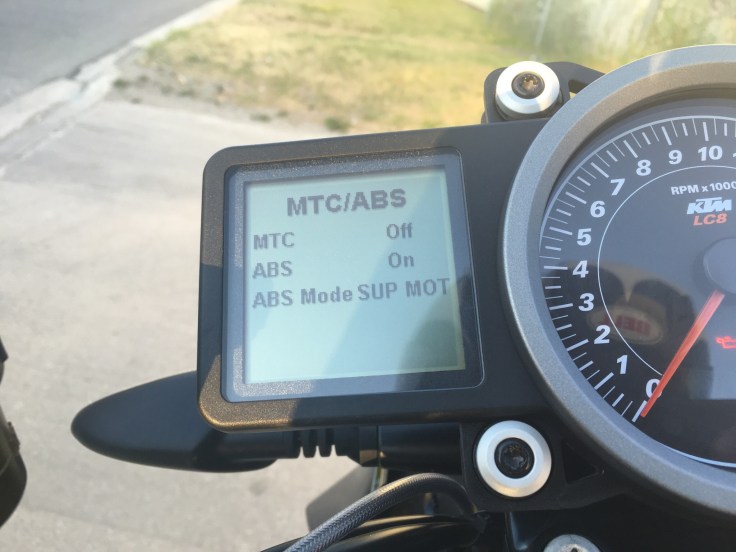 MTC/ABS
MTC Off
ABS On
ABS Mode SUP MOT
RPM x 1000
KTM
LC8
10
9
8
7
6
5
4
3
2
1
0
BELL